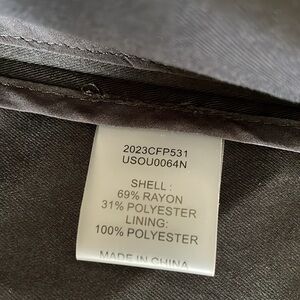 2023CFP531
USOU0064N
SHELL:
69% RAYON
31% POLYESTER
LINING:
100% POLYESTER
MADE IN CHINA